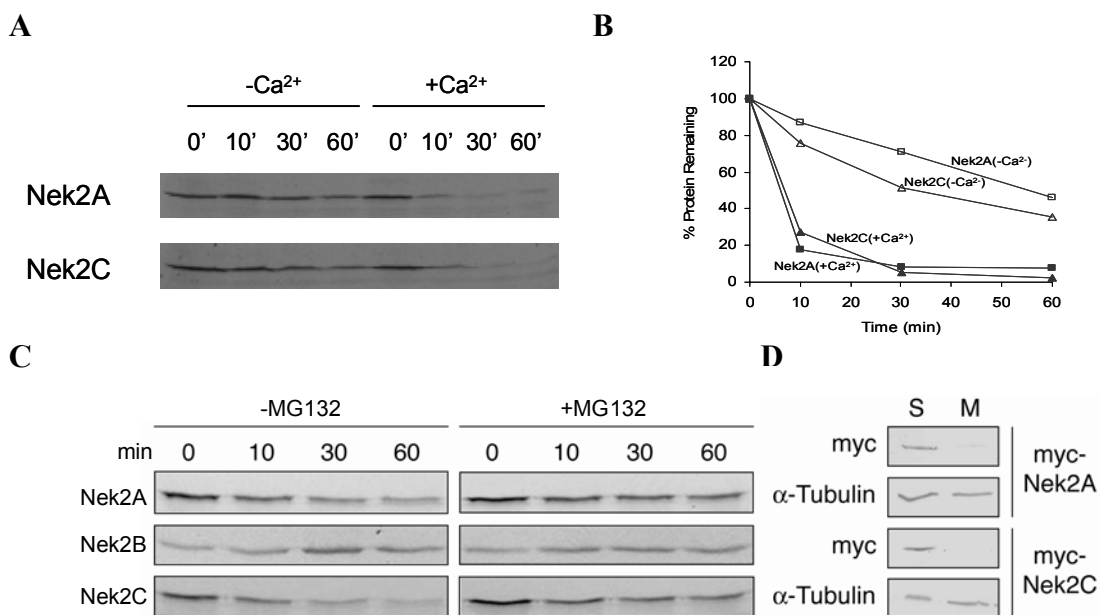 A
-Ca²⁺ +Ca²⁺
0’ 10’ 30’ 60’ 0’ 10’ 30’ 60’
Nek2A
Nek2C
B
120
100
80
60
40
20
0
% Protein Remaining
Nek2A(-Ca²⁻)
Nek2C(-Ca²⁻)
Nek2C(+Ca²⁺)
Nek2A(+Ca²⁺)
0 10 20 30 40 50 60
Time (min)
C
-MG132 +MG132
min 0 10 30 60 0 10 30 60
Nek2A
Nek2B
Nek2C
D
S M
myc
α-Tubulin
myc-
Nek2A
myc
α-Tubulin
myc-
Nek2C